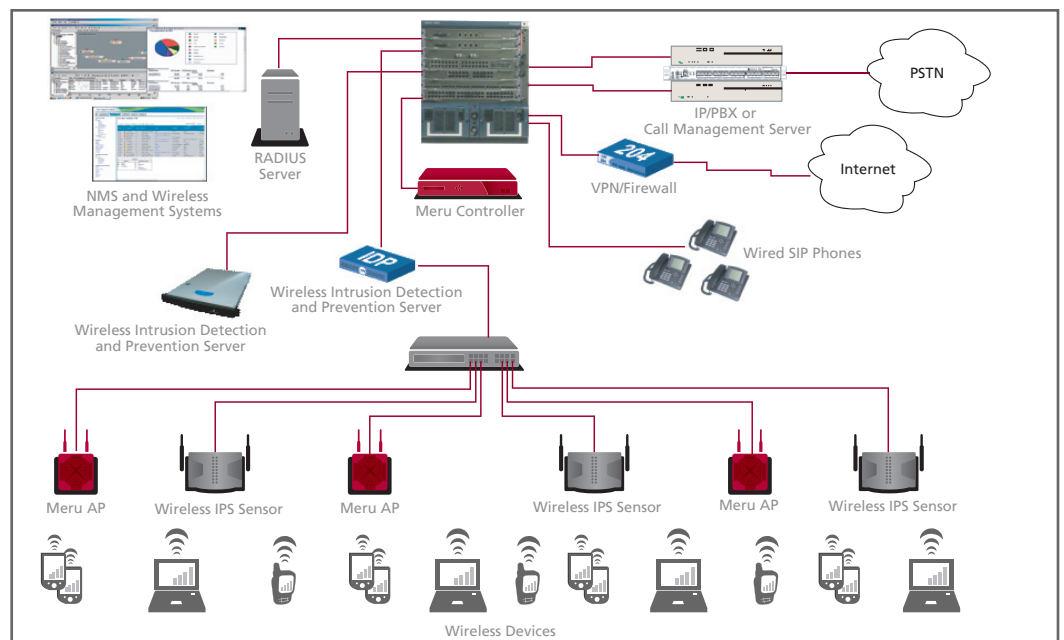 PSTN
IP/PBX or
Call Management Server
RADIUS
Server
204
VPN/Firewall
Internet
NMS and Wireless
Management Systems
Meru Controller
Wired SIP Phones
IDP
Wireless Intrusion Detection
and Prevention Server
Wireless Intrusion Detection
and Prevention Server
Meru AP
Wireless IPS Sensor
Meru AP
Wireless IPS Sensor
Meru AP
Wireless IPS Sensor
Wireless Devices